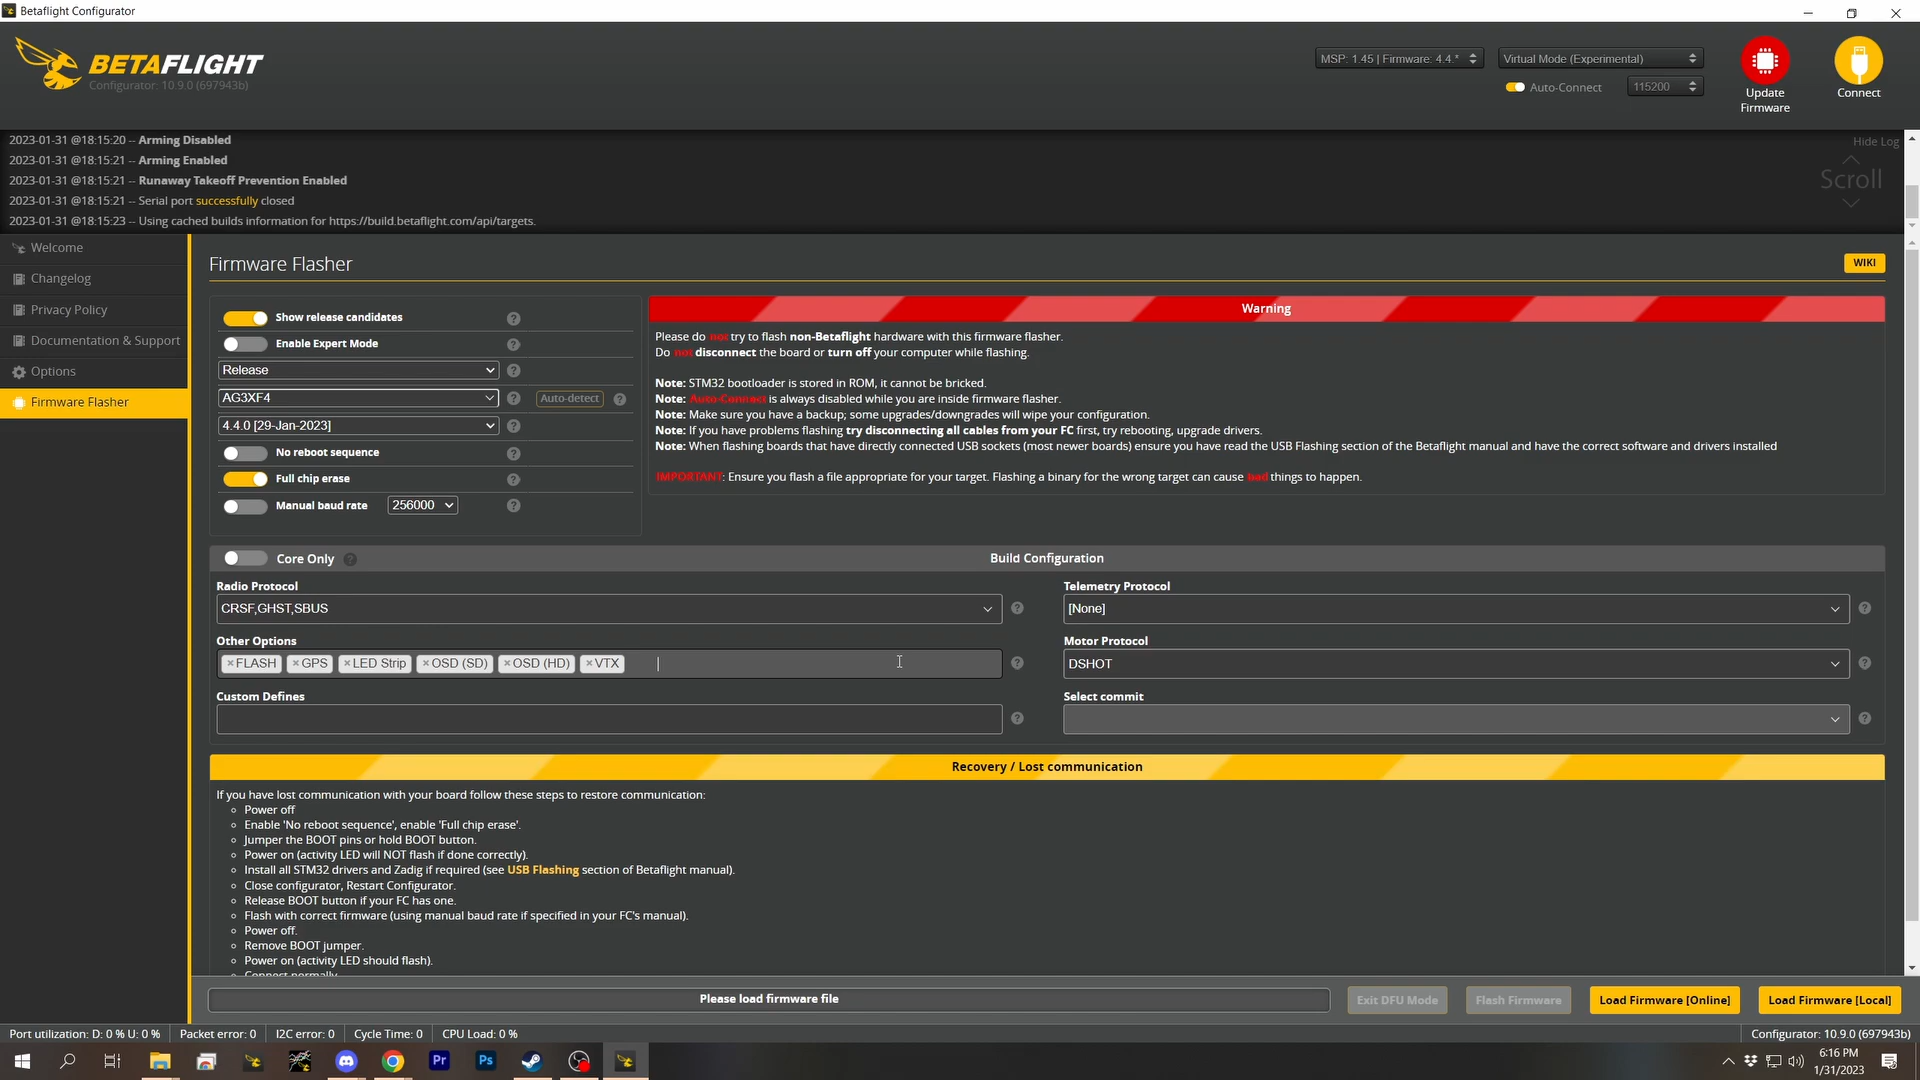 Betaflight Configurator
BETAFLIGHT
Configurator: 10.9.0 (697943b)
MSP: 1.45 | Firmware: 4.4.*
Virtual Mode (Experimental)
Auto-Connect
115200
Update
Firmware
Connect
2023-01-31 @18:15:20 -- Arming Disabled
2023-01-31 @18:15:21 -- Arming Enabled
2023-01-31 @18:15:21 -- Runaway Takeoff Prevention Enabled
2023-01-31 @18:15:21 -- Serial port successfully closed
2023-01-31 @18:15:23 -- Using cached builds information for https://build.betaflight.com/api/targets.
Hide Log
Scroll
Welcome
Changelog
Privacy Policy
Documentation & Support
Options
Firmware Flasher
Firmware Flasher
WIKI
Show release candidates
Enable Expert Mode
Release
AG3XF4
Auto-detect
4.4.0 [29-Jan-2023]
No reboot sequence
Full chip erase
Manual baud rate
256000
Warning
Please do not try to flash non-Betaflight hardware with this firmware flasher.
Do not disconnect the board or turn off your computer while flashing.
Note: STM32 bootloader is stored in ROM, it cannot be bricked.
Note: Auto-Connect is always disabled while you are inside firmware flasher.
Note: Make sure you have a backup; some upgrades/downgrades will wipe your configuration.
Note: If you have problems flashing try disconnecting all cables from your FC first, try rebooting, upgrade drivers.
Note: When flashing boards that have directly connected USB sockets (most newer boards) ensure you have read the USB Flashing section of the Betaflight manual and have the correct software and drivers installed
IMPORTANT: Ensure you flash a file appropriate for your target. Flashing a binary for the wrong target can cause bad things to happen.
Core Only
Build Configuration
Radio Protocol
CRSF,GHST,SBUS
Telemetry Protocol
[None]
Other Options
×FLASH ×GPS ×LED Strip ×OSD (SD) ×OSD (HD) ×VTX
Motor Protocol
DSHOT
Custom Defines
Select commit
Recovery / Lost communication
If you have lost communication with your board follow these steps to restore communication:
Power off
Enable 'No reboot sequence', enable 'Full chip erase'.
Jumper the BOOT pins or hold BOOT button.
Power on (activity LED will NOT flash if done correctly).
Install all STM32 drivers and Zadig if required (see USB Flashing section of Betaflight manual).
Close configurator, Restart Configurator.
Release BOOT button if your FC has one.
Flash with correct firmware (using manual baud rate if specified in your FC's manual).
Power off.
Remove BOOT jumper.
Power on (activity LED should flash).
Connect normally.
Please load firmware file
Exit DFU Mode
Flash Firmware
Load Firmware [Online]
Load Firmware [Local]
Port utilization: D: 0 % U: 0 %
Packet error: 0
I2C error: 0
Cycle Time: 0
CPU Load: 0 %
Configurator: 10.9.0 (697943b)
Pr
Ps
6:16 PM
1/31/2023